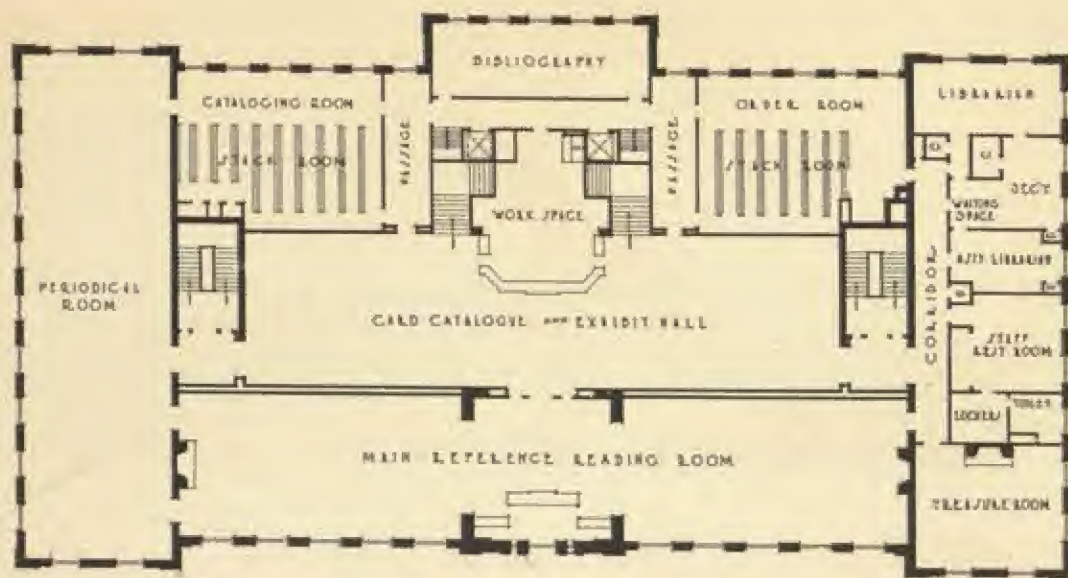 BIBLIOGRAPHY
CATALOGING ROOM
STACK ROOM
PASSAGE
PASSAGE
ORDER ROOM
STACK ROOM
LIBRARIAN
WORK SPACE
WAITING
SPACE
SEC'Y
ASST LIBRARIAN
PERIODICAL
ROOM
CARD CATALOGUE AND EXHIBIT HALL
CORRIDOR
STAFF
REST ROOM
LOCKERS
TOILET
MAIN REFERENCE READING ROOM
TREASURE ROOM